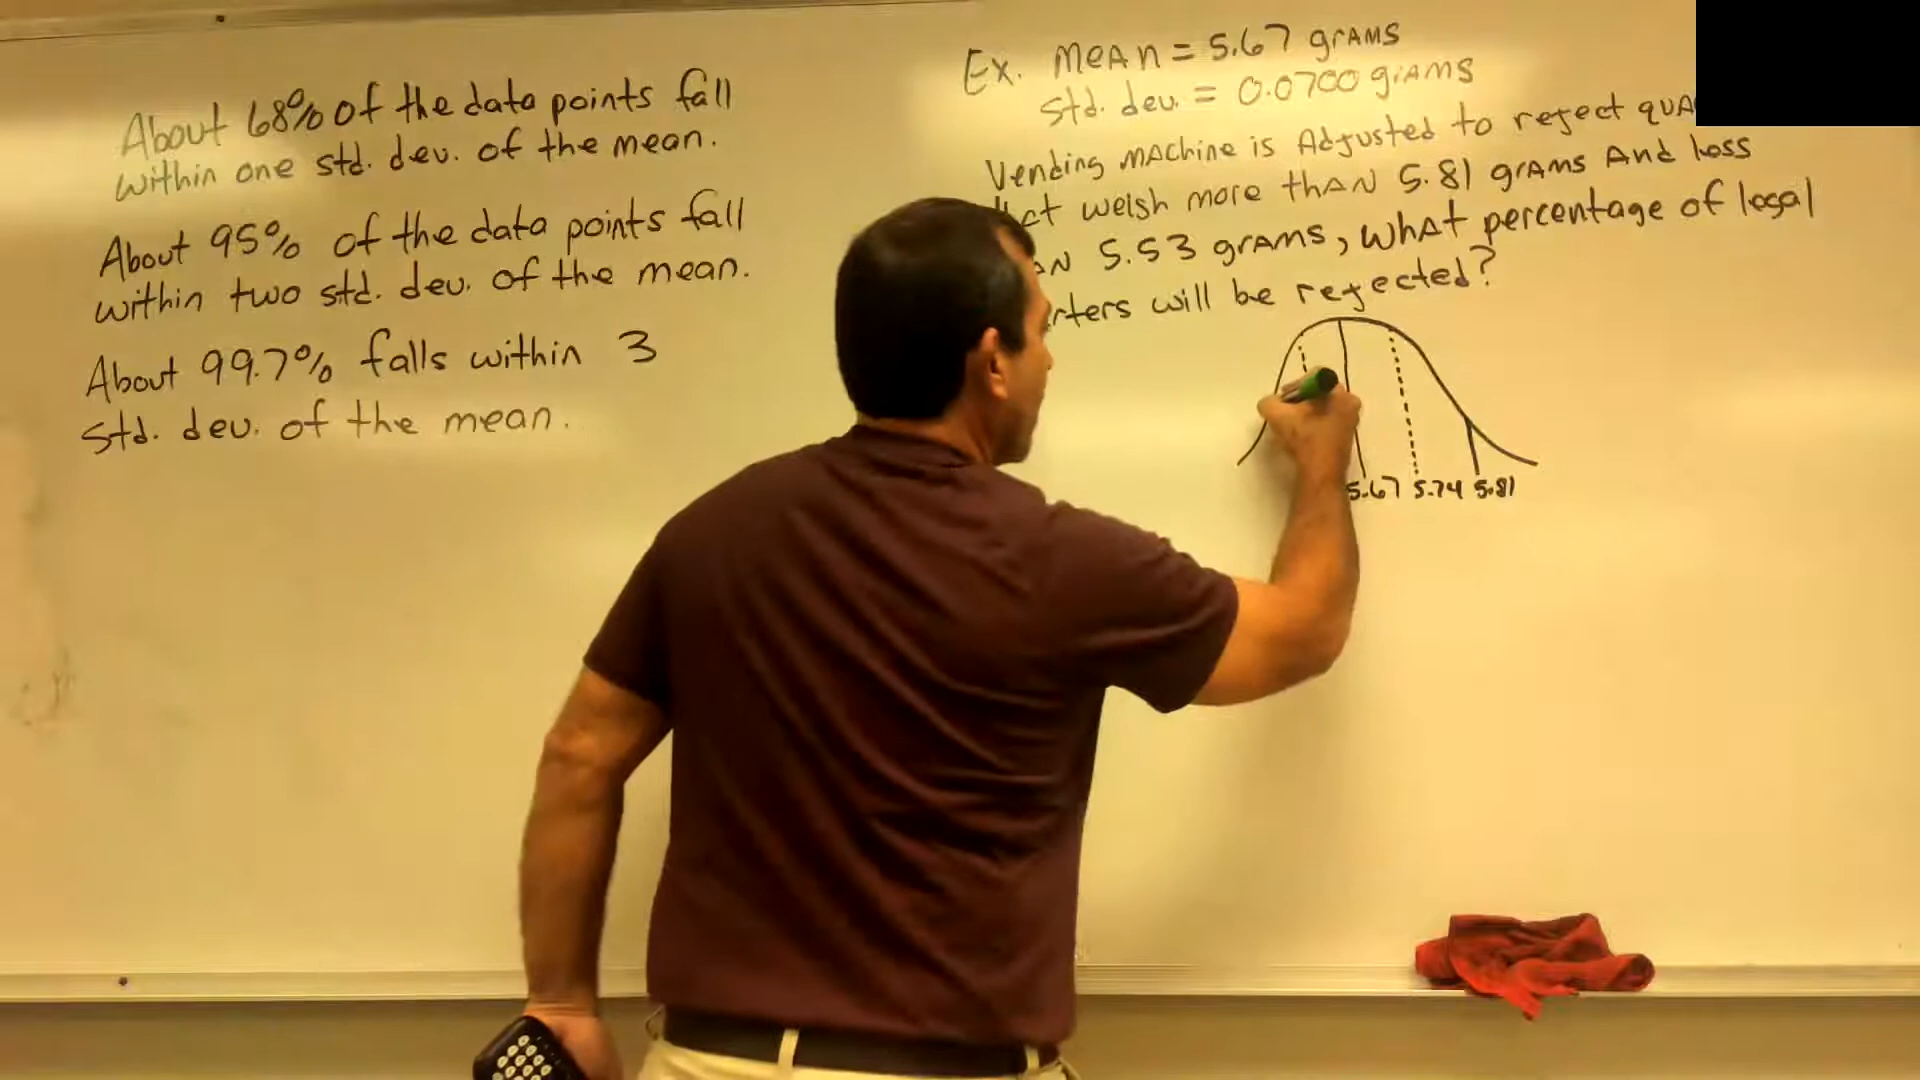 About 68% of the data points fall
within one std. dev. of the mean.
About 95% of the data points fall
within two std. dev. of the mean.
About 99.7% falls within 3
std. dev. of the mean.
Ex. mean = 5.67 grams
std. dev. = 0.0700 grams
Vending machine is Adjusted to reject
weigh more than 5.81 grams And less
5.53 grams, what percentage of legal
will be rejected?
5.67 5.74 5.81